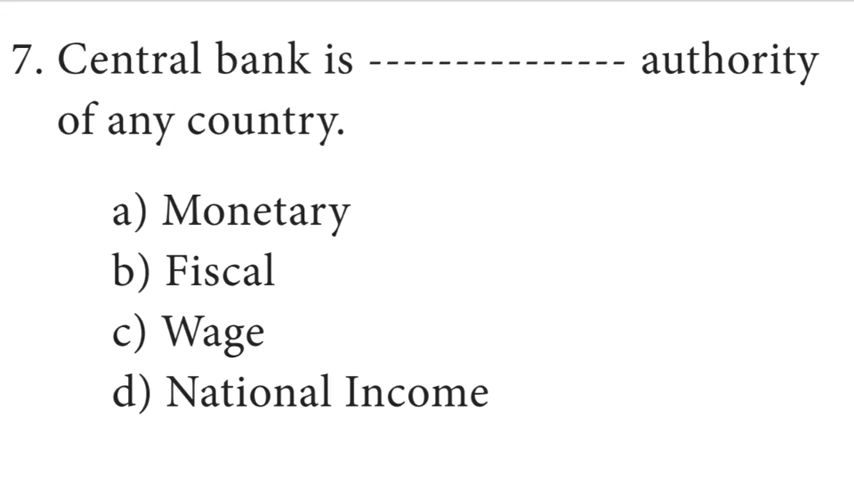 7. Central bank is --------------- authority
of any country.
a) Monetary
b) Fiscal
c) Wage
d) National Income